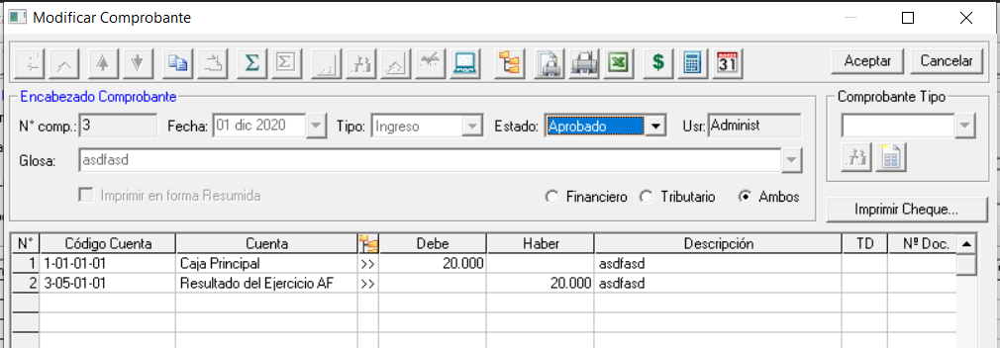 Modificar Comprobante
Σ Σ $ 31 Aceptar Cancelar
Encabezado Comprobante
Comprobante Tipo
N° comp.: 3 Fecha: 01 dic 2020 Tipo: Ingreso Estado: Aprobado Usr: Administ
Glosa: asdfasd
Imprimir en forma Resumida Financiero Tributario Ambos
Imprimir Cheque...
N° Código Cuenta Cuenta Debe Haber Descripción TD Nº Doc.
1 1-01-01-01 Caja Principal >> 20.000 asdfasd
2 3-05-01-01 Resultado del Ejercicio AF >> 20.000 asdfasd